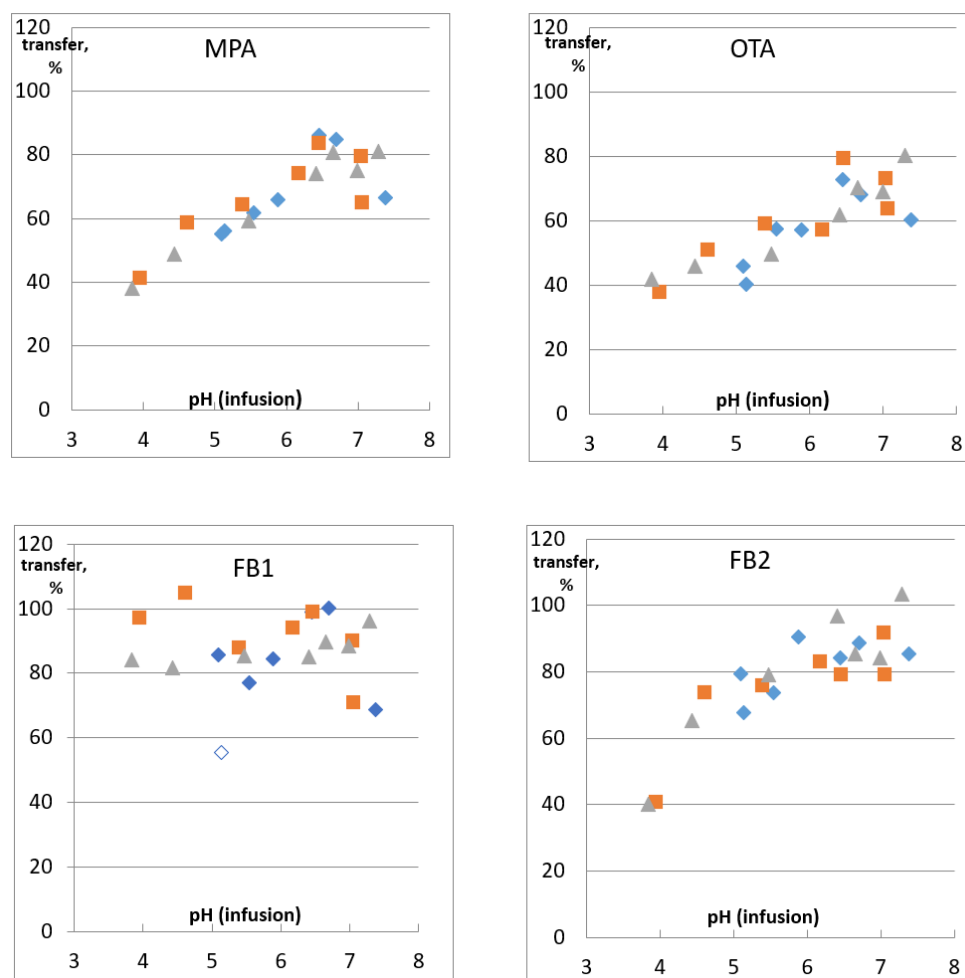 MPA
transfer,
%
120
100
80
60
40
20
0
pH (infusion)
3 4 5 6 7 8
OTA
transfer,
%
120
100
80
60
40
20
0
pH (infusion)
3 4 5 6 7 8
FB1
transfer,
%
120
100
80
60
40
20
0
pH (infusion)
3 4 5 6 7 8
FB2
transfer,
%
120
100
80
60
40
20
0
pH (infusion)
3 4 5 6 7 8